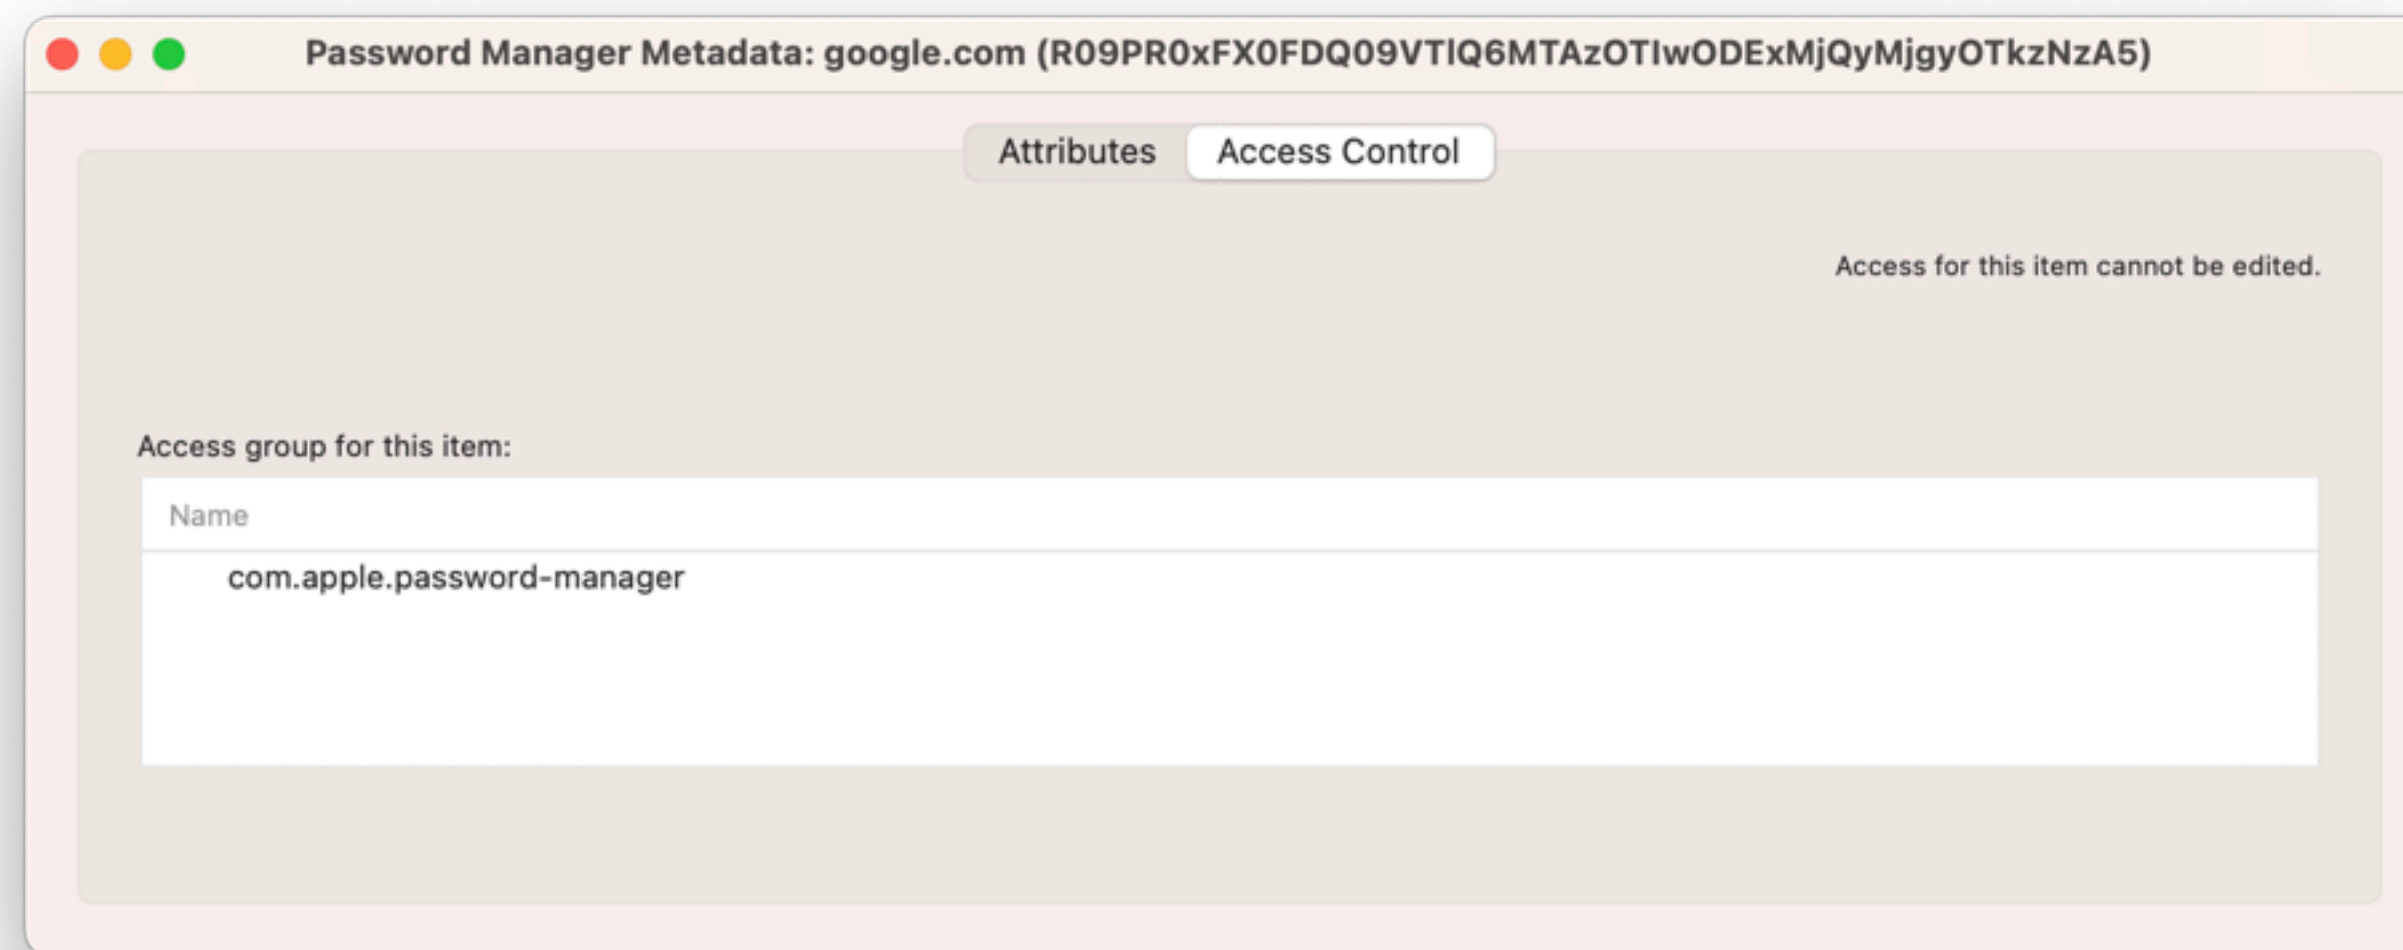 Password Manager Metadata: google.com (R09PR0xFX0FDQ09VTlQ6MTAzOTIwODExMjQyMjgyOTkzNzA5)
Attributes
Access Control
Access for this item cannot be edited.
Access group for this item:
Name
com.apple.password-manager